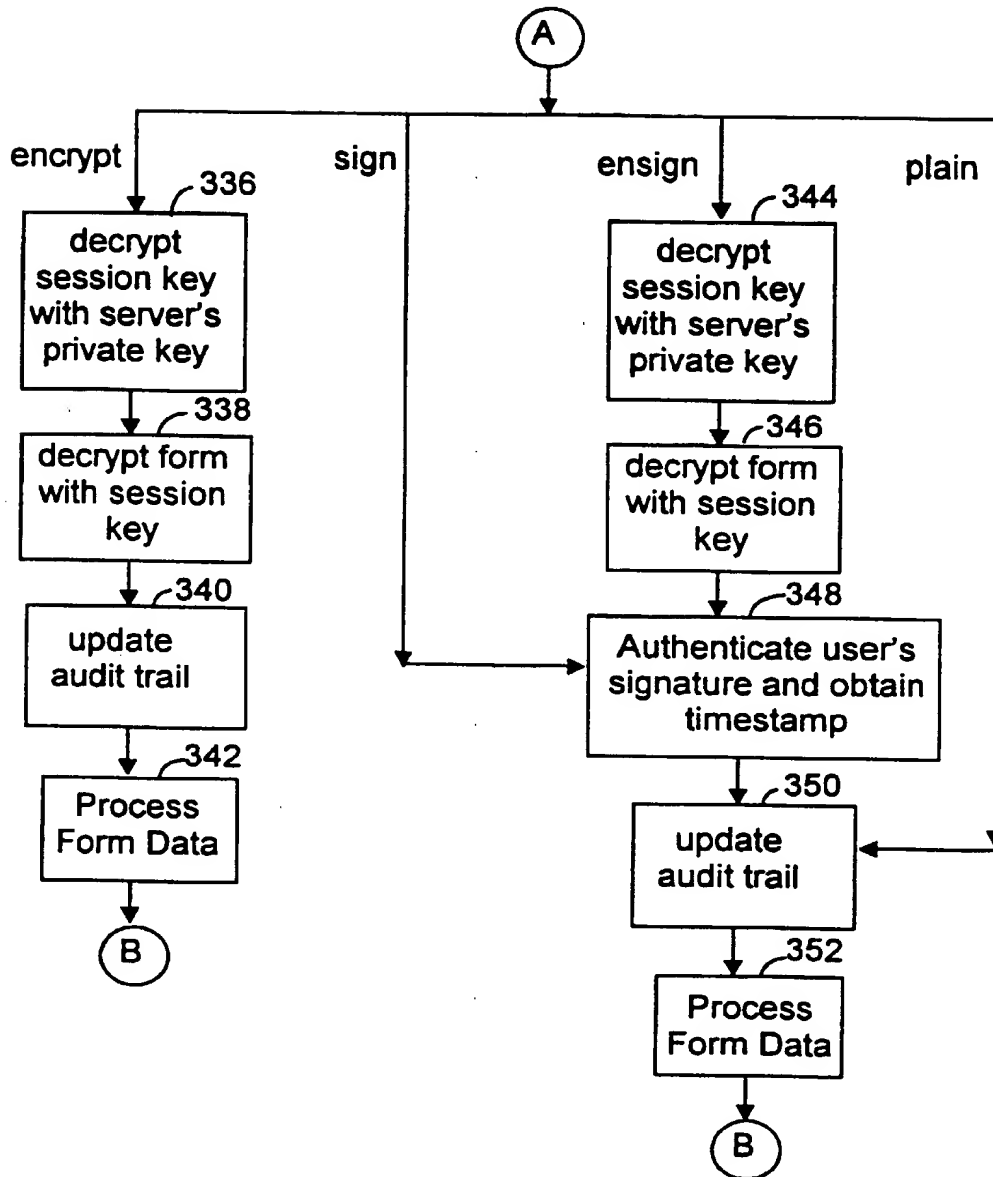 A
encrypt
sign
ensign
plain
336
decrypt
session key
with server's
private key
338
decrypt form
with session
key
340
update
audit trail
342
Process
Form Data
B
344
decrypt
session key
with server's
private key
346
decrypt form
with session
key
348
Authenticate user's
signature and obtain
timestamp
350
update
audit trail
352
Process
Form Data
B